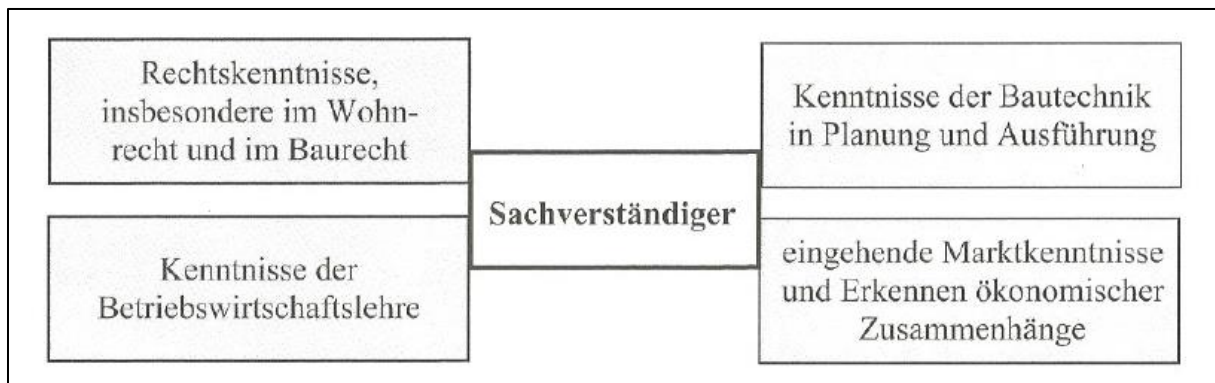 Rechtskenntnisse,
insbesondere im Wohn-
recht und im Baurecht
Kenntnisse der Bautechnik
in Planung und Ausführung
Sachverständiger
Kenntnisse der
Betriebswirtschaftslehre
eingehende Marktkenntnisse
und Erkennen ökonomischer
Zusammenhänge